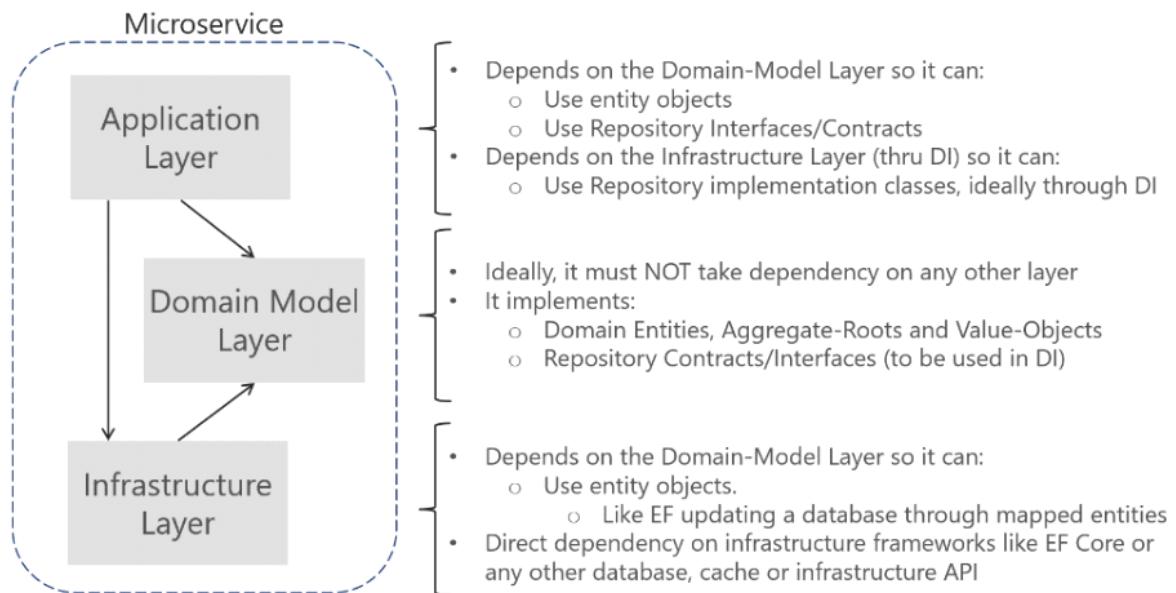 Microservice
Application
Layer
Domain Model
Layer
Infrastructure
Layer
• Depends on the Domain-Model Layer so it can:
o Use entity objects
o Use Repository Interfaces/Contracts
• Depends on the Infrastructure Layer (thru DI) so it can:
o Use Repository implementation classes, ideally through DI
• Ideally, it must NOT take dependency on any other layer
• It implements:
o Domain Entities, Aggregate-Roots and Value-Objects
o Repository Contracts/Interfaces (to be used in DI)
• Depends on the Domain-Model Layer so it can:
o Use entity objects.
o Like EF updating a database through mapped entities
• Direct dependency on infrastructure frameworks like EF Core or
any other database, cache or infrastructure API